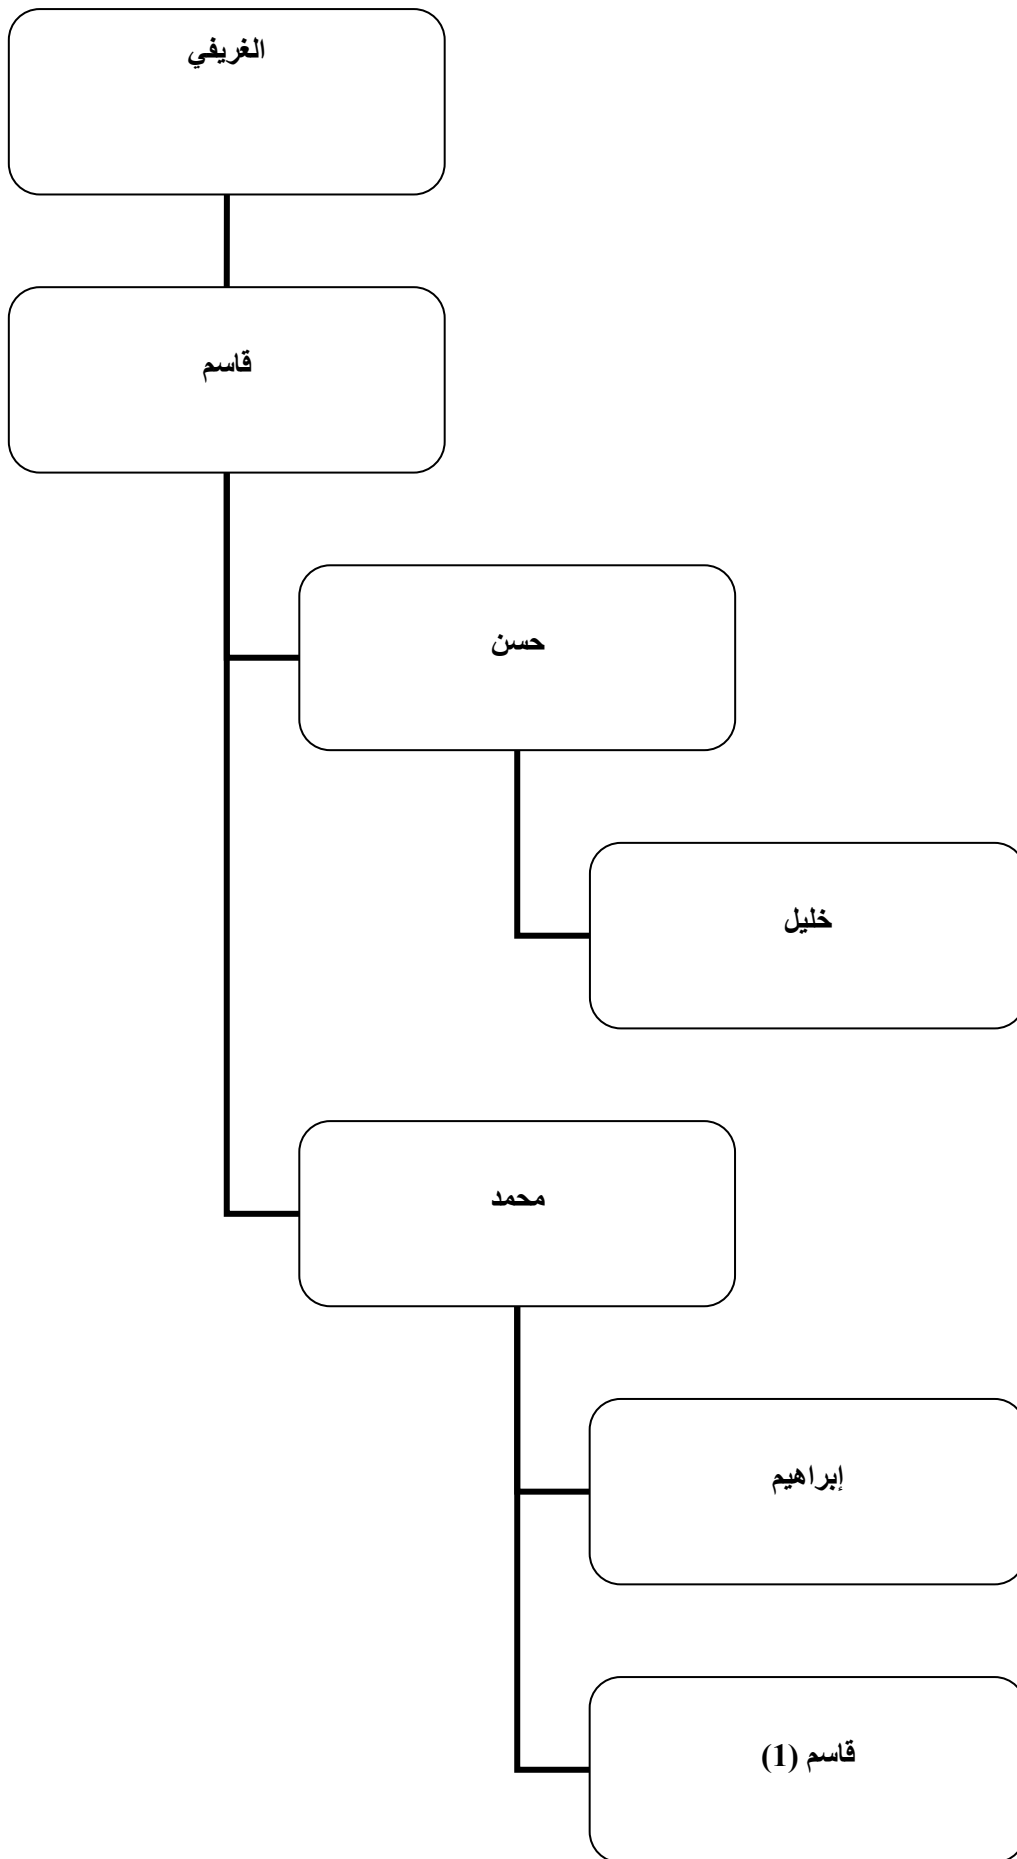 الغريفي
قاسم
حسن
خليل
محمد
إبراهيم
قاسم (1)